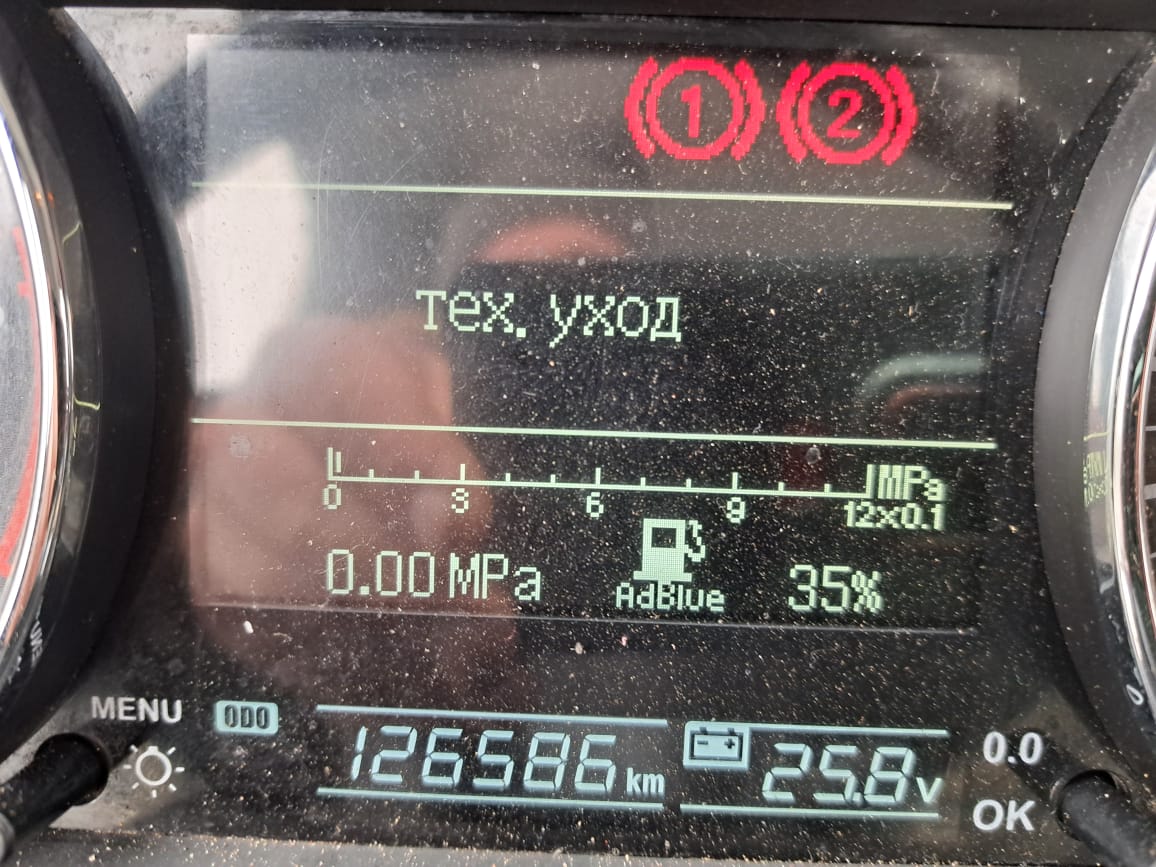 1 2
тех. уход
MPa
0 3 6 9 12x0.1
0.00 MPa AdBlue 35%
MENU ODO 126586 km 25.8 V 0.0
OK